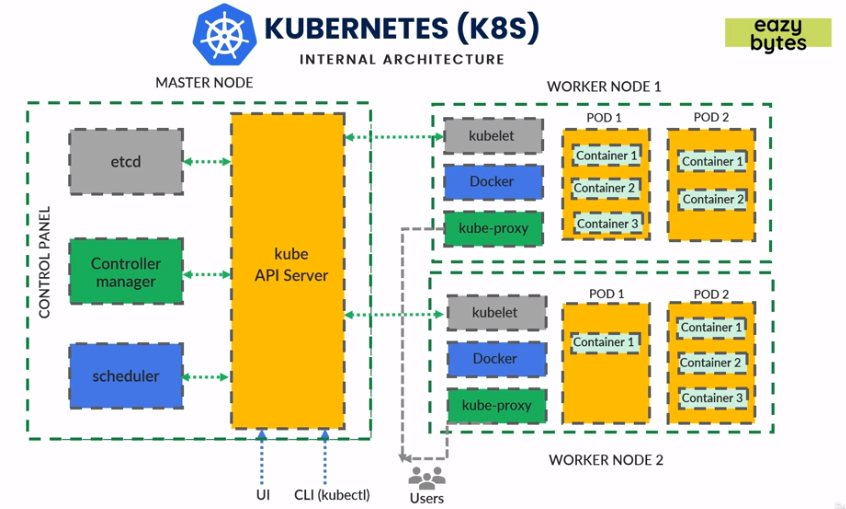 KUBERNETES (K8S)
INTERNAL ARCHITECTURE
eazy
bytes
MASTER NODE
CONTROL PANEL
etcd
Controller
manager
scheduler
kube
API Server
UI
CLI (kubectl)
WORKER NODE 1
kubelet
Docker
kube-proxy
POD 1
Container 1
Container 2
Container 3
POD 2
Container 1
Container 2
kubelet
Docker
kube-proxy
POD 1
Container 1
POD 2
Container 1
Container 2
Container 3
WORKER NODE 2
Users